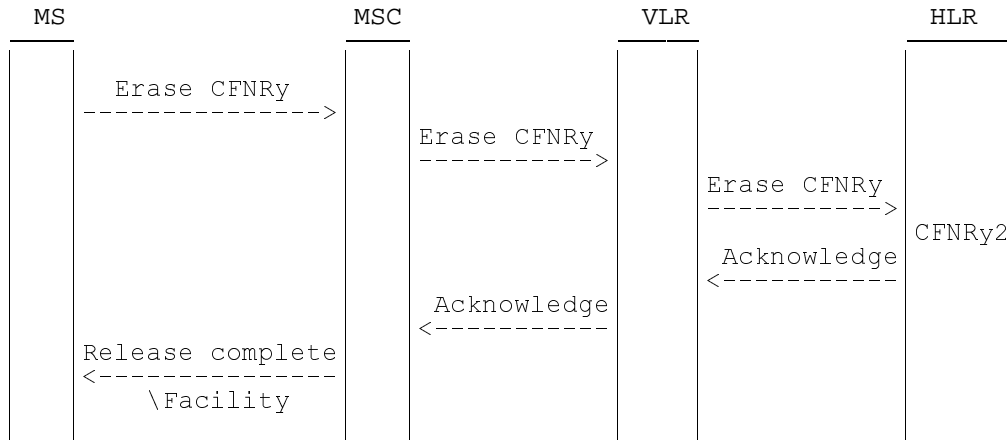 MS MSC VLR HLR
Erase CFNRy
--------------->
Erase CFNRy
----------->
Erase CFNRy
----------->
CFNRy2
Acknowledge
<-----------
Acknowledge
<-----------
Release complete
<---------------
\Facility